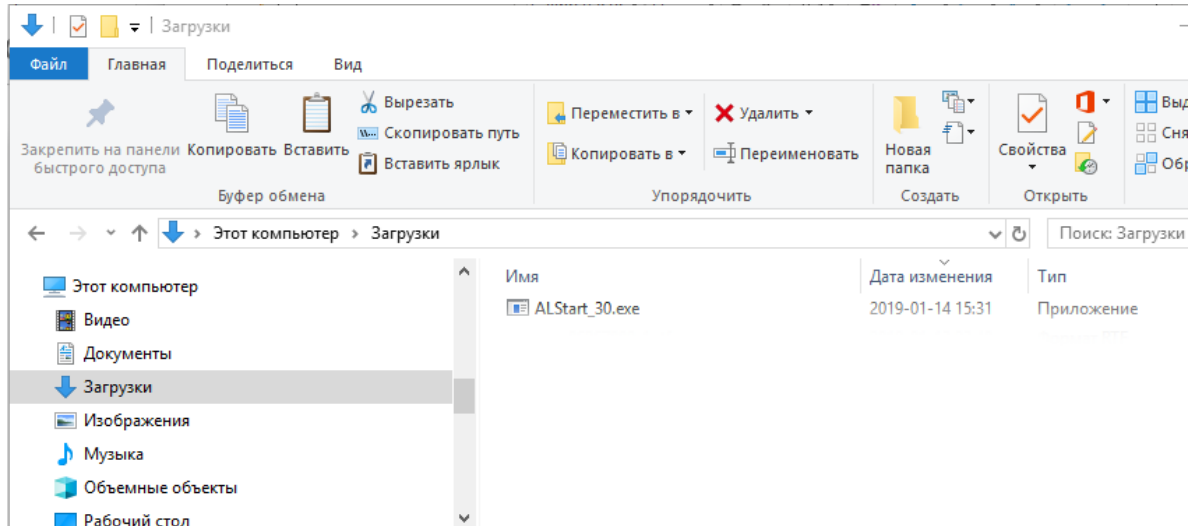 Загрузки
Файл Главная Поделиться Вид
Закрепить на панели быстрого доступа
Копировать
Вставить
Вырезать
Скопировать путь
Вставить ярлык
Буфер обмена
Переместить в
Копировать в
Удалить
Переименовать
Упорядочить
Новая папка
Создать
Свойства
Открыть
Выд
Сня
Обр
Этот компьютер Загрузки
Поиск: Загрузки
Этот компьютер
Видео
Документы
Загрузки
Изображения
Музыка
Объемные объекты
Рабочий стол
Имя Дата изменения Тип
ALStart_30.exe 2019-01-14 15:31 Приложение